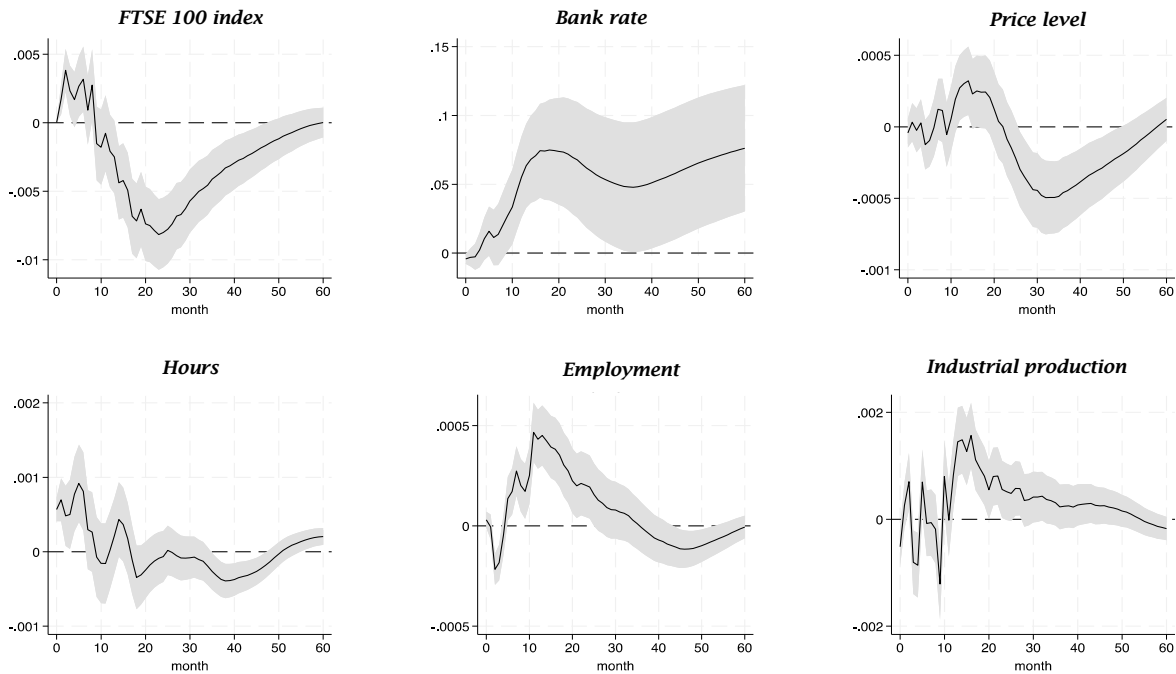 FTSE 100 index
.005
0
-.005
-.01
0 10 20 30 40 50 60
month
Bank rate
.15
.1
.05
0
0 10 20 30 40 50 60
month
Price level
.0005
0
-.0005
-.001
0 10 20 30 40 50 60
month
Hours
.002
.001
0
-.001
0 10 20 30 40 50 60
month
Employment
.0005
0
-.0005
0 10 20 30 40 50 60
month
Industrial production
.002
0
-.002
0 10 20 30 40 50 60
month